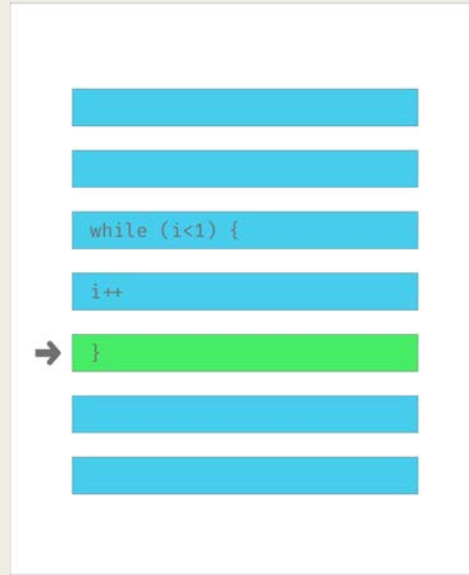 while (i<1) {
i++
}